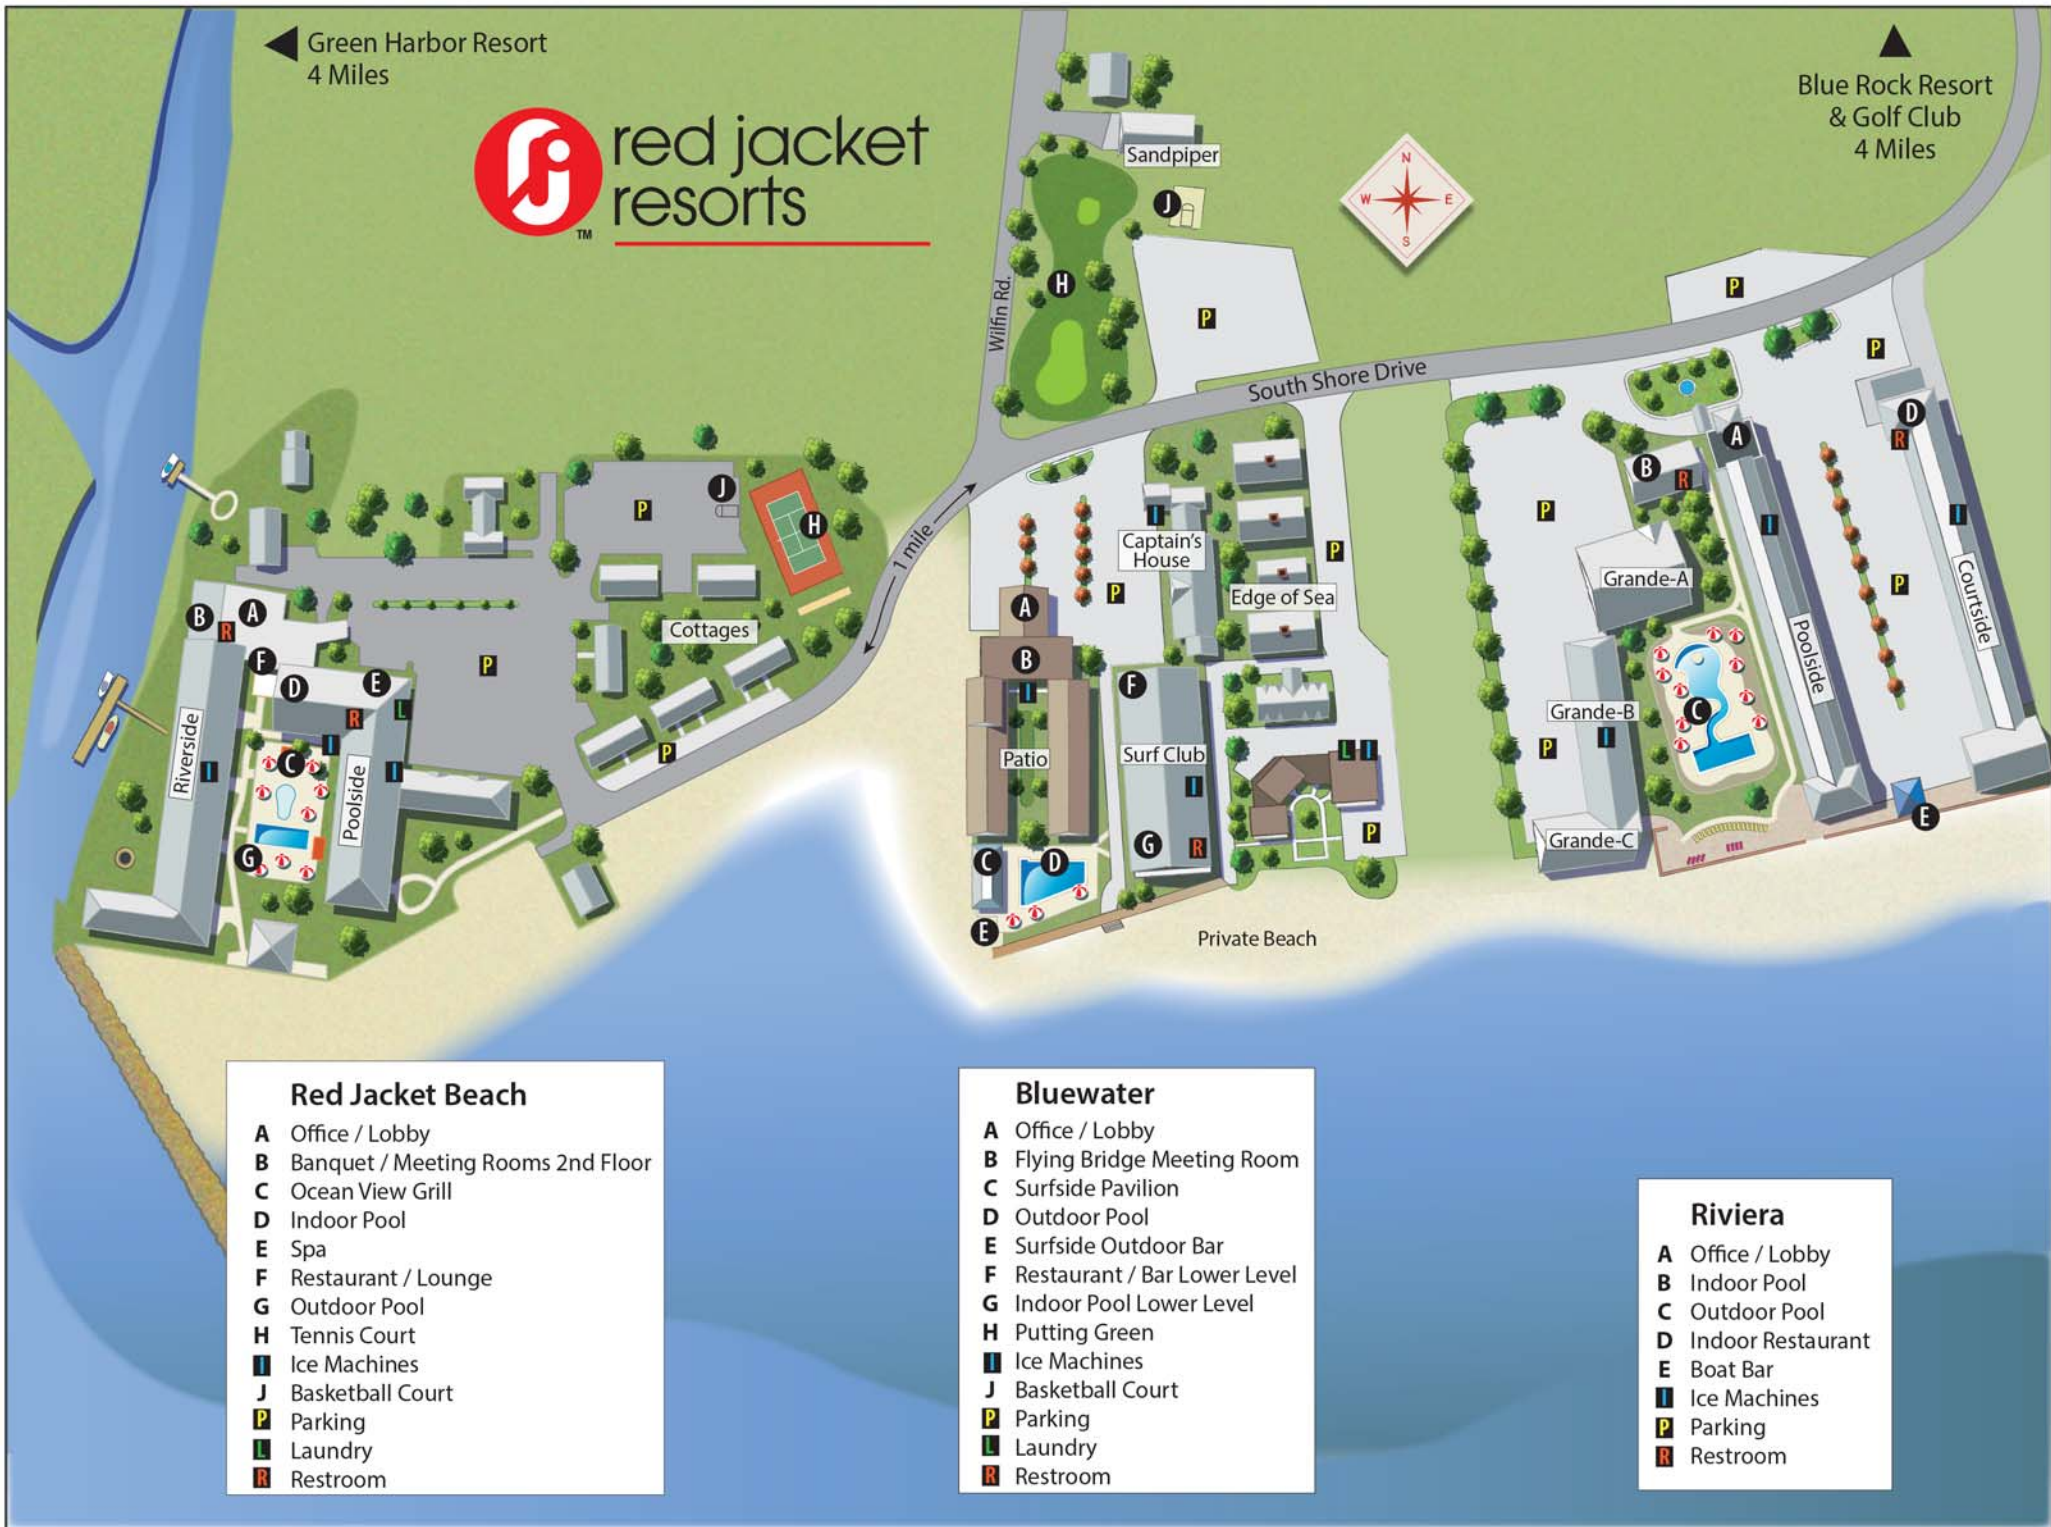 Green Harbor Resort
4 Miles
Blue Rock Resort
& Golf Club
4 Miles
red jacket
resorts
TM
Sandpiper
J
N
W
E
S
H
P
P
Wilfin Rd.
P
South Shore Drive
D
R
A
B
R
P
J
H
P
I
I
I
Captain's
House
P
1 mile
P
Grande-A
P
Courtside
Edge of Sea
A
B
A
R
F
Cottages
P
D
E
R
L
P
B
I
F
Poolside
C
Grande-B
I
P
Riverside
I
C
I
Poolside
I
P
Patio
Surf Club
I
L
I
P
G
G
R
Grande-C
E
C
D
E
Private Beach
Red Jacket Beach
A Office / Lobby
B Banquet / Meeting Rooms 2nd Floor
C Ocean View Grill
D Indoor Pool
E Spa
F Restaurant / Lounge
G Outdoor Pool
H Tennis Court
I Ice Machines
J Basketball Court
P Parking
L Laundry
R Restroom
Bluewater
A Office / Lobby
B Flying Bridge Meeting Room
C Surfside Pavilion
D Outdoor Pool
E Surfside Outdoor Bar
F Restaurant / Bar Lower Level
G Indoor Pool Lower Level
H Putting Green
I Ice Machines
J Basketball Court
P Parking
L Laundry
R Restroom
Riviera
A Office / Lobby
B Indoor Pool
C Outdoor Pool
D Indoor Restaurant
E Boat Bar
I Ice Machines
P Parking
R Restroom